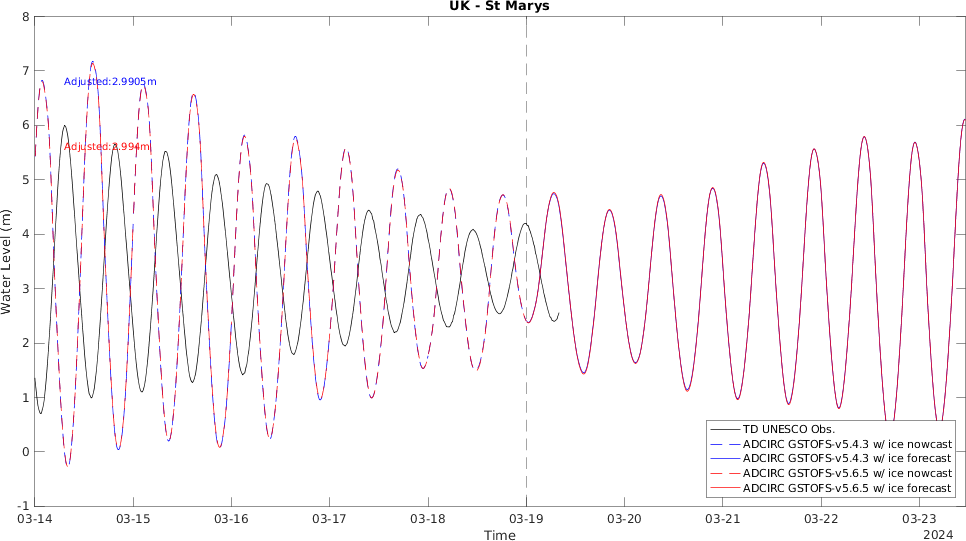 UK - St Marys
8
7
6
5
4
3
2
1
0
-1
Water Level (m)
Adjusted:2.9905m
Adjusted:2.994m
TD UNESCO Obs.
ADCIRC GSTOFS-v5.4.3 w/ ice nowcast
ADCIRC GSTOFS-v5.4.3 w/ ice forecast
ADCIRC GSTOFS-v5.6.5 w/ ice nowcast
ADCIRC GSTOFS-v5.6.5 w/ ice forecast
03-14 03-15 03-16 03-17 03-18 03-19 03-20 03-21 03-22 03-23
Time
2024